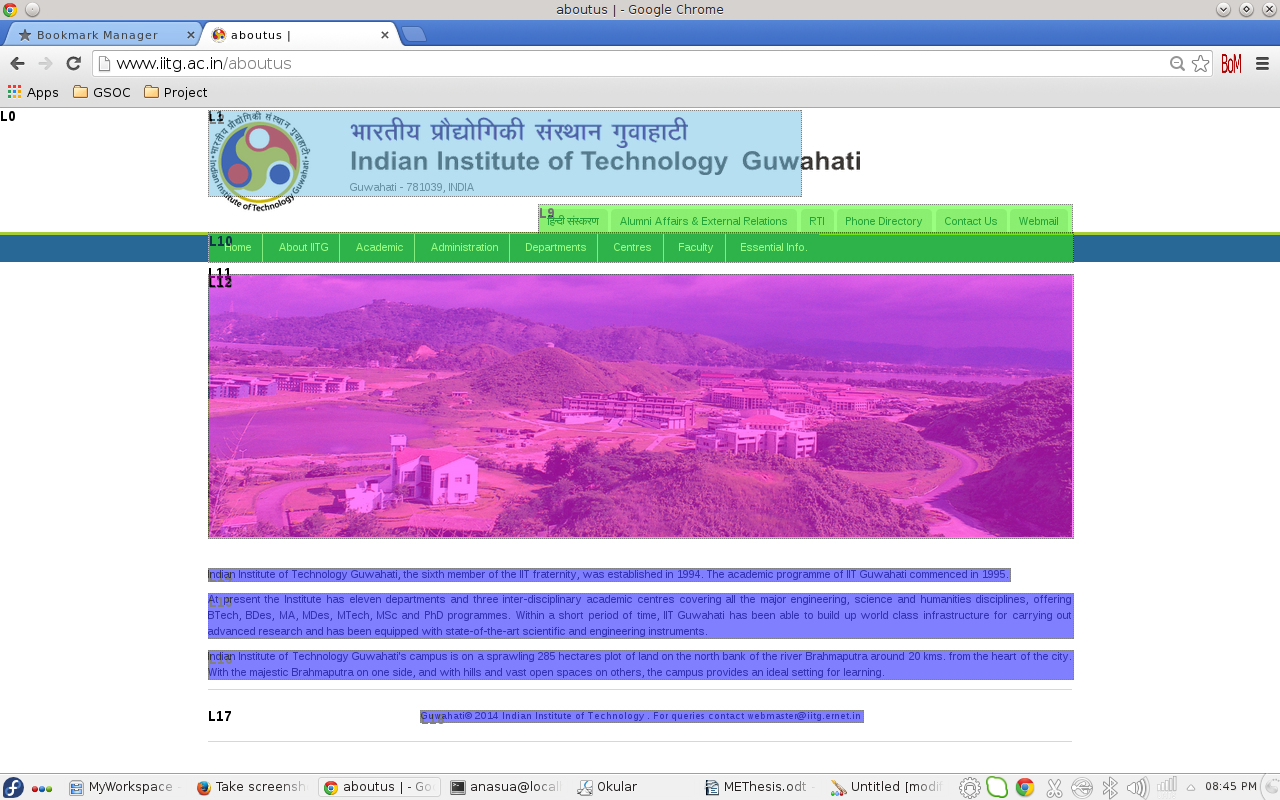 aboutus | - Google Chrome
Bookmark Manager
aboutus |
www.iitg.ac.in/aboutus
BoM
Apps GSOC Project
L0
L1
भारतीय प्रौद्योगिकी संस्थान गुवाहाटी
Indian Institute of Technology Guwahati
Guwahati - 781039, INDIA
L9
हिन्दी संस्करण Alumni Affairs & External Relations RTI Phone Directory Contact Us Webmail
L10
Home About IITG Academic Administration Departments Centres Faculty Essential Info.
L11
L12
Indian Institute of Technology Guwahati, the sixth member of the IIT fraternity, was established in 1994. The academic programme of IIT Guwahati commenced in 1995.
At present the Institute has eleven departments and three inter-disciplinary academic centres covering all the major engineering, science and humanities disciplines, offering
BTech, BDes, MA, MDes, MTech, MSc and PhD programmes. Within a short period of time, IIT Guwahati has been able to build up world class infrastructure for carrying out
advanced research and has been equipped with state-of-the-art scientific and engineering instruments.
Indian Institute of Technology Guwahati's campus is on a sprawling 285 hectares plot of land on the north bank of the river Brahmaputra around 20 kms. from the heart of the city.
With the majestic Brahmaputra on one side, and with hills and vast open spaces on others, the campus provides an ideal setting for learning.
L17
Guwahati© 2014 Indian Institute of Technology . For queries contact webmaster@iitg.ernet.in
MyWorkspace Take screensh aboutus | - Go anasua@local Okular METhesis.odt - Untitled [modif 08:45 PM